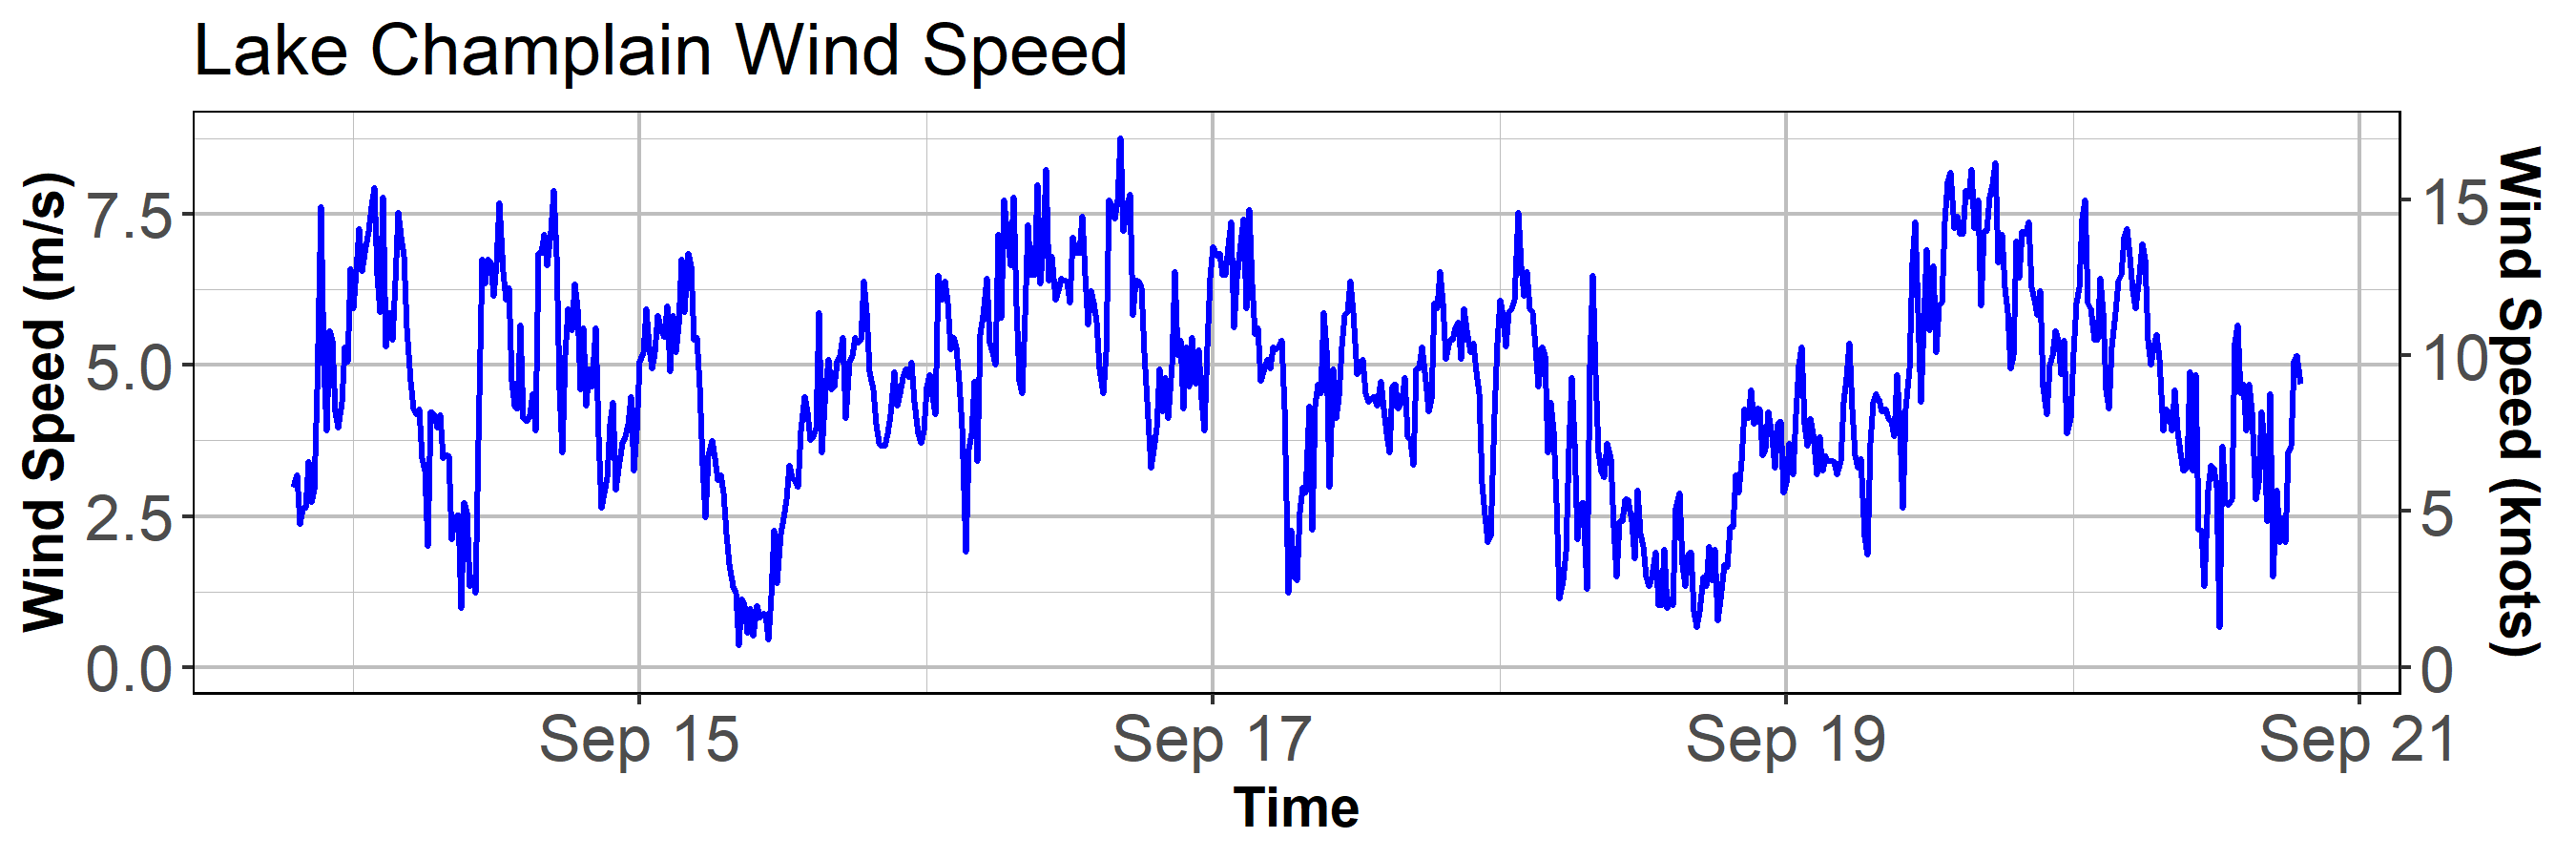 Lake Champlain Wind Speed
Wind Speed (m/s)
7.5
5.0
2.5
0.0
15
10
5
0
Wind Speed (knots)
Sep 15
Sep 17
Sep 19
Sep 21
Time